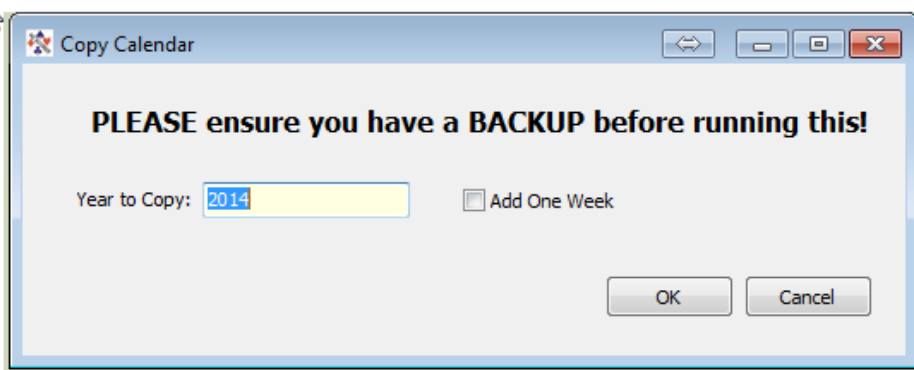 Copy Calendar
PLEASE ensure you have a BACKUP before running this!
Year to Copy: 2014 Add One Week
OK Cancel